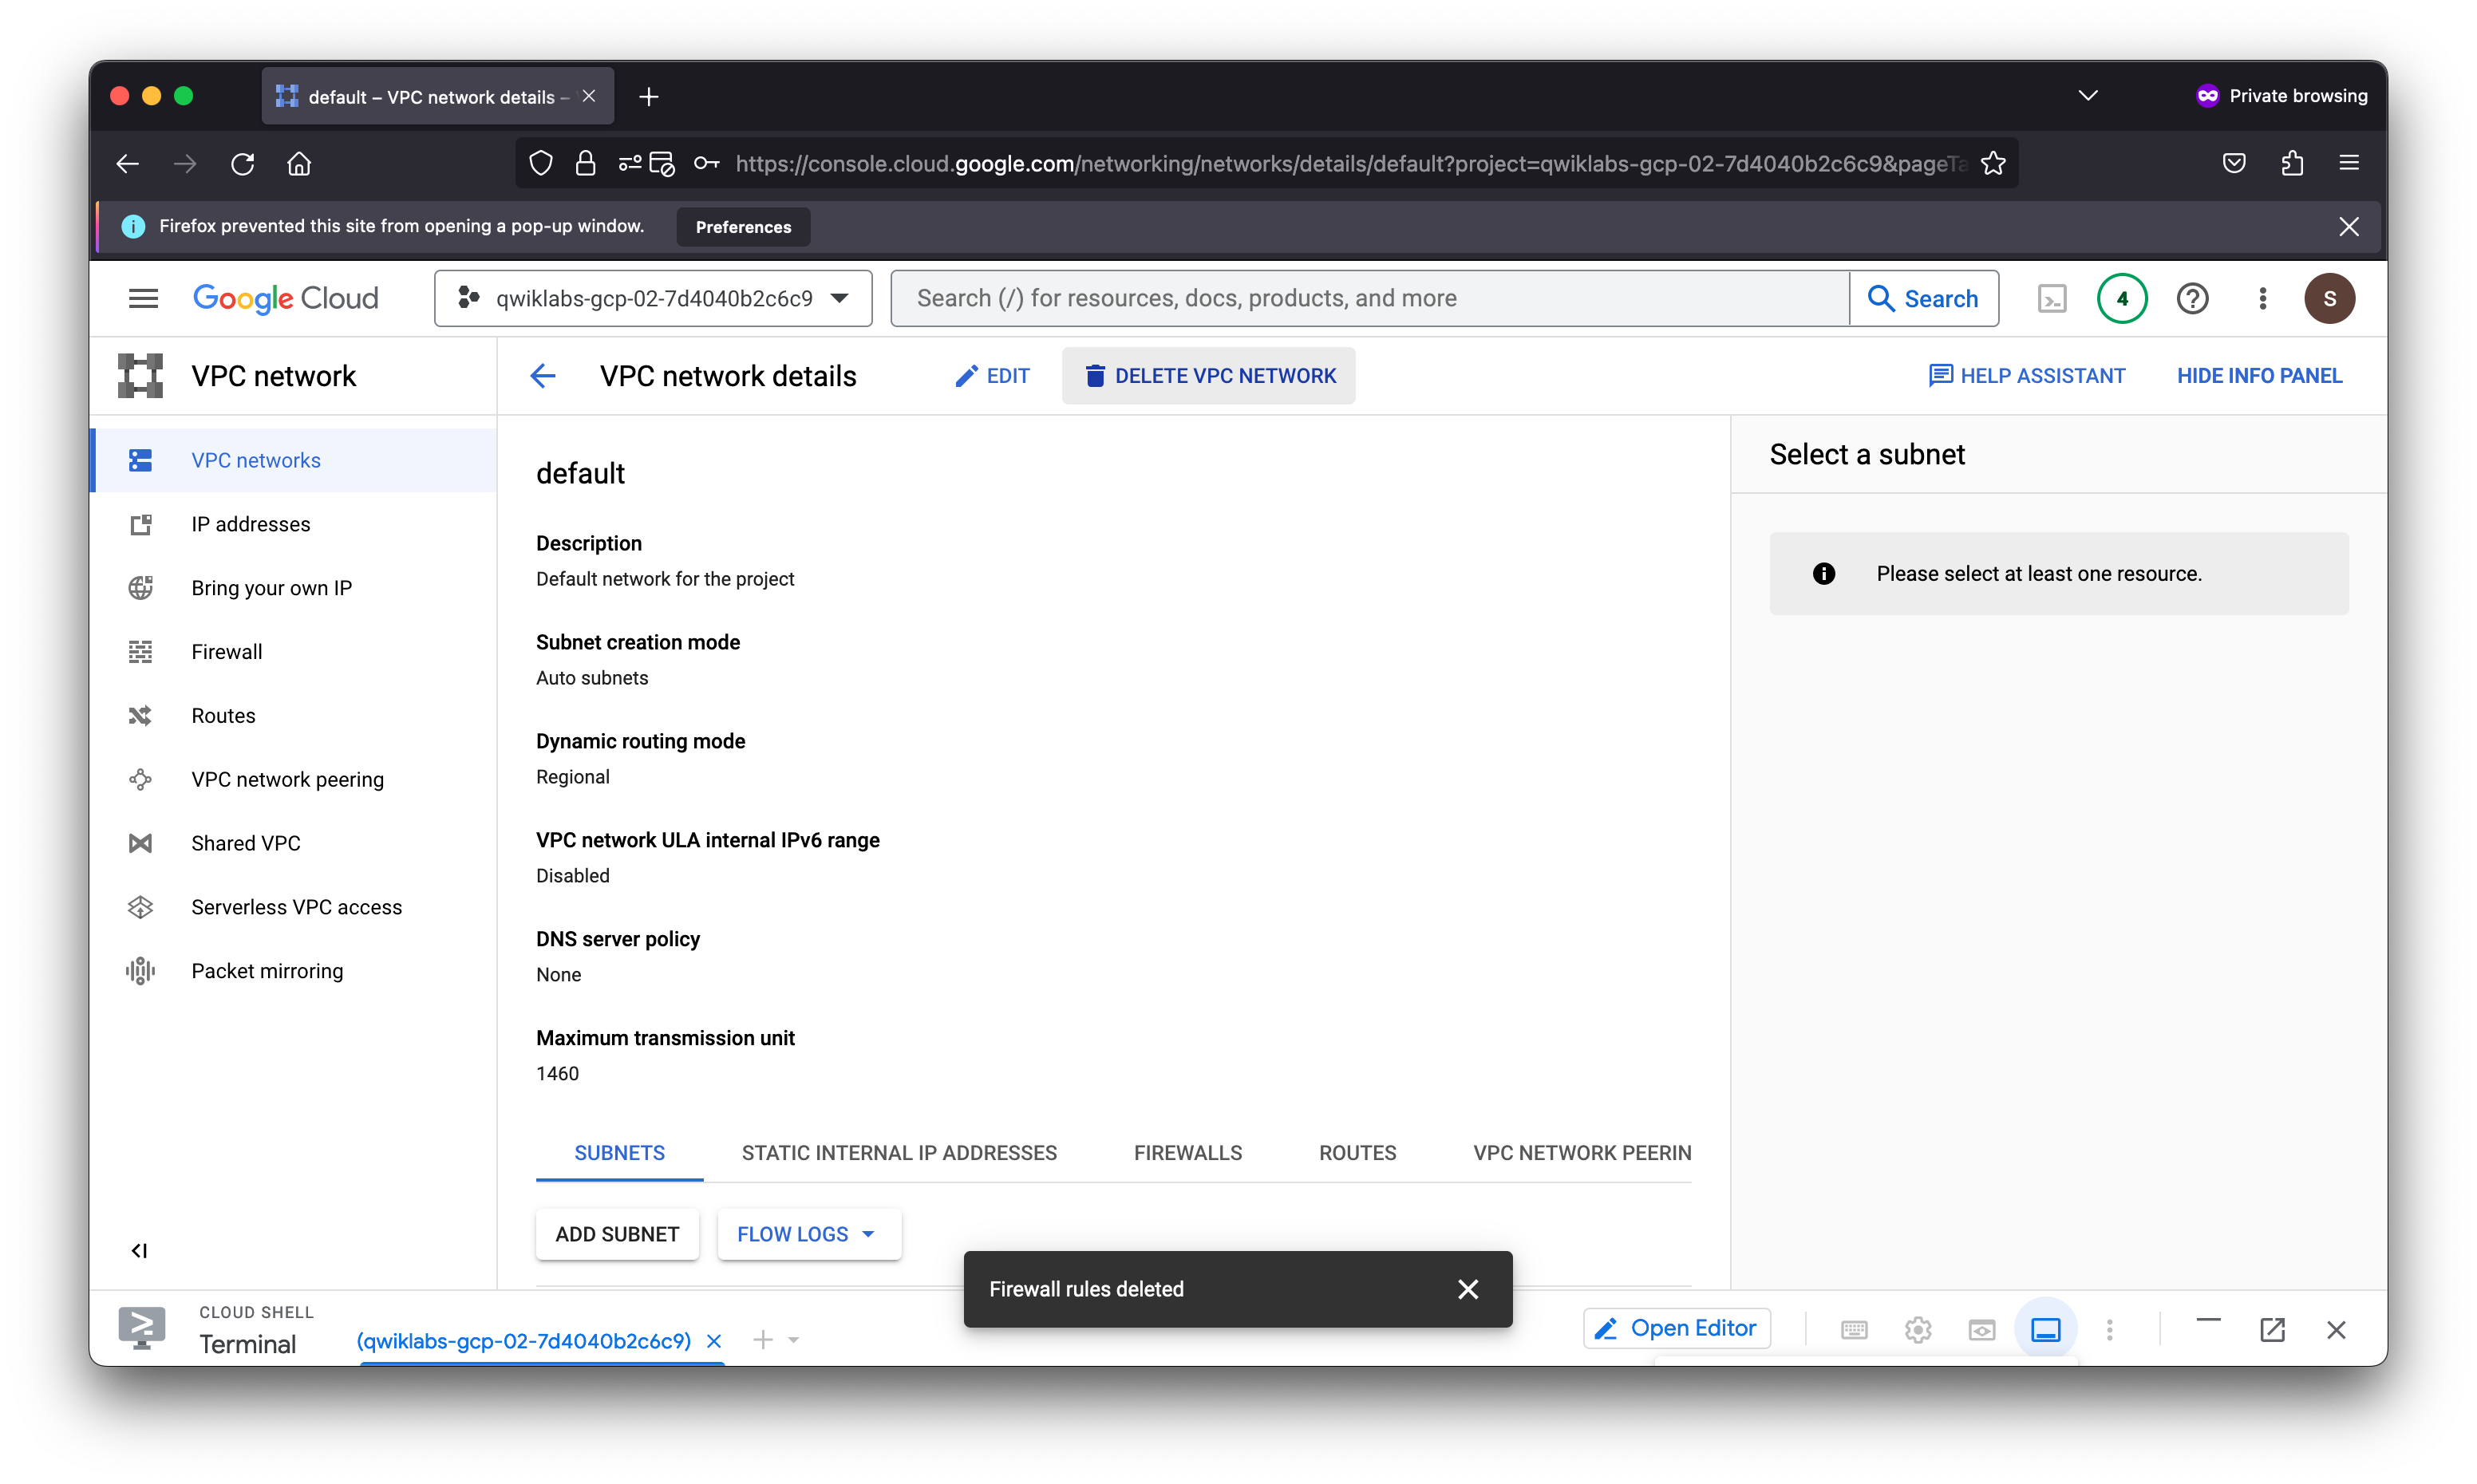 default – VPC network details –
Private browsing
https://console.cloud.google.com/networking/networks/details/default?project=qwiklabs-gcp-02-7d4040b2c6c9&pageTa
Firefox prevented this site from opening a pop-up window.
Preferences
Google Cloud
qwiklabs-gcp-02-7d4040b2c6c9
Search (/) for resources, docs, products, and more
Search
4
S
VPC network
VPC network details
EDIT
DELETE VPC NETWORK
HELP ASSISTANT
HIDE INFO PANEL
VPC networks
IP addresses
Bring your own IP
Firewall
Routes
VPC network peering
Shared VPC
Serverless VPC access
Packet mirroring
default
Description
Default network for the project
Subnet creation mode
Auto subnets
Dynamic routing mode
Regional
VPC network ULA internal IPv6 range
Disabled
DNS server policy
None
Maximum transmission unit
1460
SUBNETS
STATIC INTERNAL IP ADDRESSES
FIREWALLS
ROUTES
VPC NETWORK PEERIN
ADD SUBNET
FLOW LOGS
Select a subnet
Please select at least one resource.
Firewall rules deleted
CLOUD SHELL
Terminal
(qwiklabs-gcp-02-7d4040b2c6c9)
Open Editor